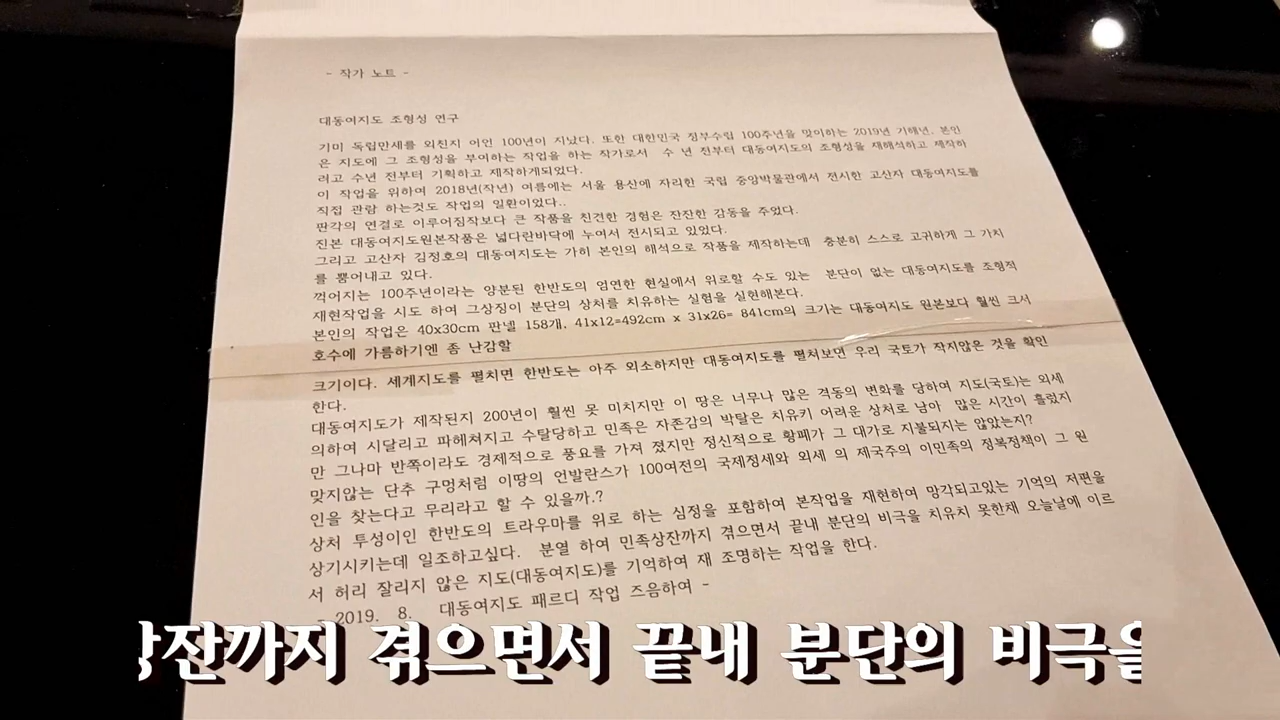 - 작가 노트 -
대동여지도 조형성 연구
기미 독립만세를 외친지 어언 100년이 지났다. 또한 대한민국 정부수립 100주년을 맞이하는 2019년 기해년. 본인
은 지도에 그 조형성을 부여하는 작업을 하는 작가로서 수 년 전부터 대동여지도의 조형성을 재해석하고 제작하
려고 수년 전부터 기획하고 제작하게되었다.
이 작업을 위하여 2018년(작년) 여름에는 서울 용산에 자리한 국립 중앙박물관에서 전시한 고산자 대동여지도를
직접 관람 하는것도 작업의 일환이었다..
딴각의 연결로 이루어짐작보다 큰 작품을 친견한 경험은 잔잔한 감동을 주었다.
진본 대동여지도원본작품은 넓다란바닥에 누여서 전시되고 있었다.
그리고 고산자 김정호의 대동여지도는 가히 본인의 해석으로 작품을 제작하는데 충분히 스스로 고귀하게 그 가치
를 뿜어내고 있다.
꺽어지는 100주년이라는 양분된 한반도의 엄연한 현실에서 위로할 수도 있는 분단이 없는 대동여지도를 조형적
재현작업을 시도 하여 그상징이 분단의 상처를 치유하는 실험을 실현해본다.
본인의 작업은 40x30cm 판넬 158개, 41x12=492cm x 31x26= 841cm의 크기는 대동여지도 원본보다 훨씬 크서
호수에 가름하기엔 좀 난감할
크기이다. 세계지도를 펼치면 한반도는 아주 외소하지만 대동여지도를 펼쳐보면 우리 국토가 작지않은 것을 확인
한다.
대동여지도가 제작된지 200년이 훨씬 못 미치지만 이 땅은 너무나 많은 격동의 변화를 당하여 지도(국토)는 외세
의하여 시달리고 파헤쳐지고 수탈당하고 민족은 자존감의 박탈은 치유키 어려운 상처로 남아 많은 시간이 흘렀지
만 그나마 반쪽이라도 경제적으로 풍요를 가져 졌지만 정신적으로 황폐가 그 대가로 지불되지는 않았는지?
맞지않는 단추 구멍처럼 이땅의 언발란스가 100여전의 국제정세와 외세 의 제국주의 이민족의 정복정책이 그 원
인을 찾는다고 무리라고 할 수 있을까.?
상처 투성이인 한반도의 트라우마를 위로 하는 심정을 포함하여 본작업을 재현하여 망각되고있는 기억의 저편을
상기시키는데 일조하고싶다. 분열 하여 민족상잔까지 겪으면서 끝내 분단의 비극을 치유치 못한채 오늘날에 이르
서 허리 잘리지 않은 지도(대동여지도)를 기억하여 재 조명하는 작업을 한다.
- 2019. 8. 대동여지도 패르디 작업 즈음하여 -
상잔까지 겪으면서 끝내 분단의 비극을